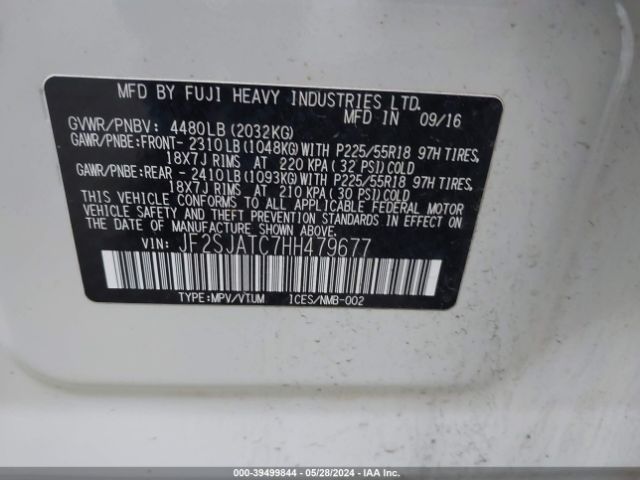 MFD BY FUJI HEAVY INDUSTRIES LTD.
MFD IN 09/16
GVWR/PNBV: 4480LB(2032KG)
GAWR/PNBE:FRONT- 2310LB(1048KG)WITH P225/55R18 97H TIRES,
18X7J RIMS AT 220 KPA(32 PSI)COLD
GAWR/PNBE:REAR - 2410LB(1093KG)WITH P225/55R18 97H TIRES,
18X7J RIMS AT 210 KPA(30 PSI)COLD
THIS VEHICLE CONFORMS TO ALL APPLICABLE FEDERAL MOTOR
VEHICLE SAFETY AND THEFT PREVENTION STANDARDS IN EFFECT ON
THE DATE OF MANUFACTURE SHOWN ABOVE.
VIN: JF2SJATC7HH479677
TYPE:MPV/VTUM ICES/NMB-002
000-39499844 - 05/28/2024 - IAA Inc.